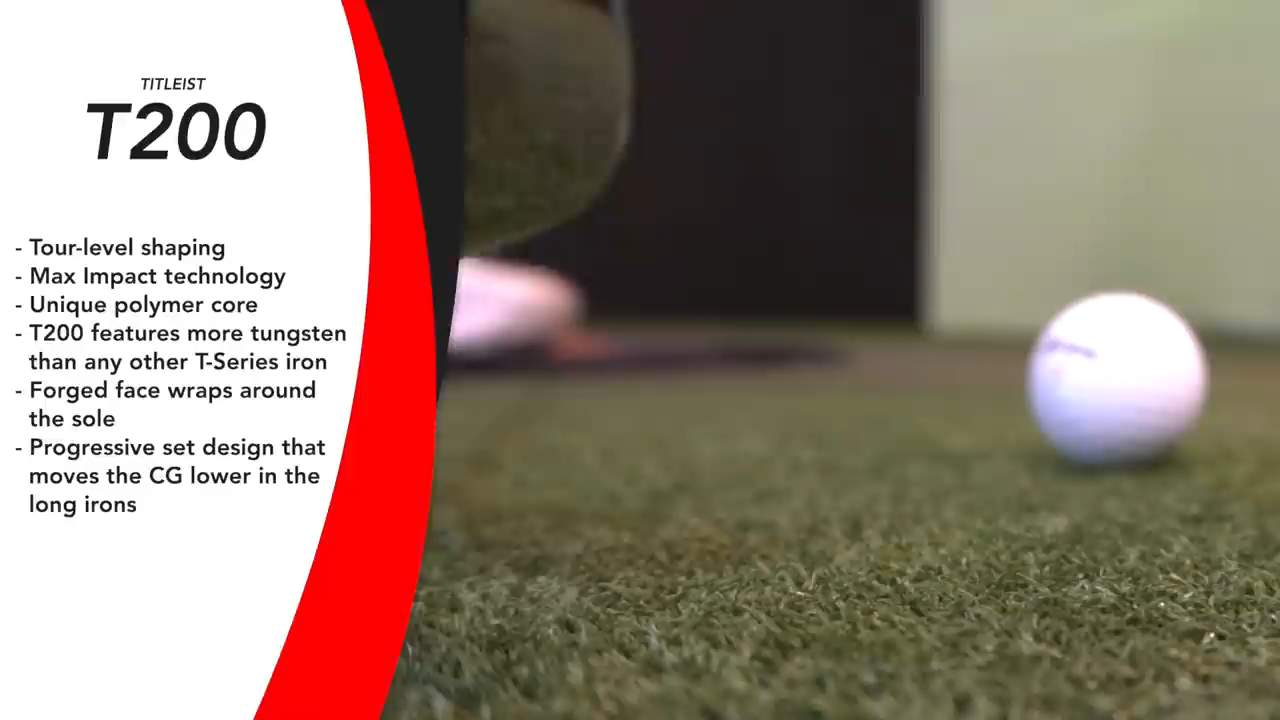 TITLEIST
T200
- Tour-level shaping
- Max Impact technology
- Unique polymer core
- T200 features more tungsten
than any other T-Series iron
- Forged face wraps around
the sole
- Progressive set design that
moves the CG lower in the
long irons